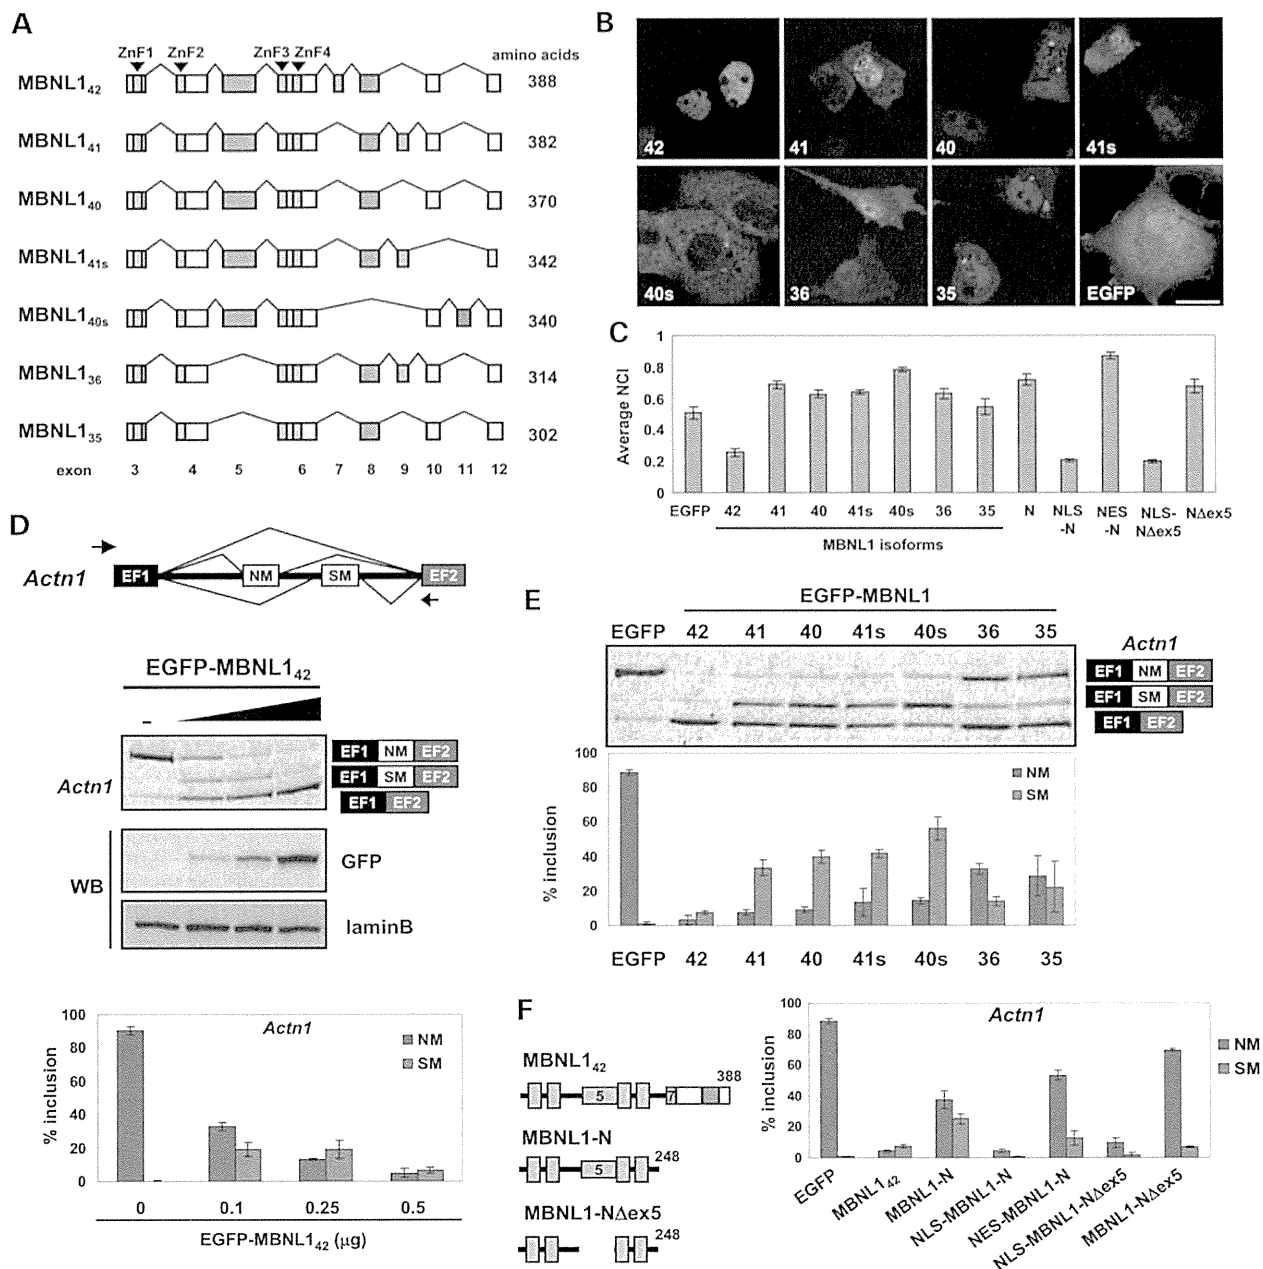 A
ZnF1 ZnF2 ZnF3 ZnF4 amino acids
MBNL1₄₂ 388
MBNL1₄₁ 382
MBNL1₄₀ 370
MBNL1₄₁ₛ 342
MBNL1₄₀ₛ 340
MBNL1₃₆ 314
MBNL1₃₅ 302
exon 3 4 5 6 7 8 9 10 11 12
B
42 41 40 41s
40s 36 35 EGFP
C
1
0.8
0.6
0.4
0.2
0
Average NCI
EGFP 42 41 40 41s 40s 36 35 N NLS-N NES-N NLS-NΔex5 NΔex5
MBNL1 isoforms
D
Actn1 EF1 NM SM EF2
EGFP-MBNL1₄₂
–
Actn1
EF1 NM EF2
EF1 SM EF2
EF1 EF2
WB
GFP
laminB
Actn1
NM
SM
100
80
60
40
20
0
% inclusion
0 0.1 0.25 0.5
EGFP-MBNL1₄₂ (µg)
E
EGFP-MBNL1
EGFP 42 41 40 41s 40s 36 35
Actn1
EF1 NM EF2
EF1 SM EF2
EF1 EF2
100
80
60
40
20
0
% inclusion
NM
SM
EGFP 42 41 40 41s 40s 36 35
F
MBNL1₄₂
388
5 7
MBNL1-N
248
5
MBNL1-NΔex5
248
Actn1
NM
SM
100
80
60
40
20
0
% inclusion
EGFP MBNL1₄₂ MBNL1-N NLS-MBNL1-N NES-MBNL1-N NLS-MBNL1-NΔex5 MBNL1-NΔex5